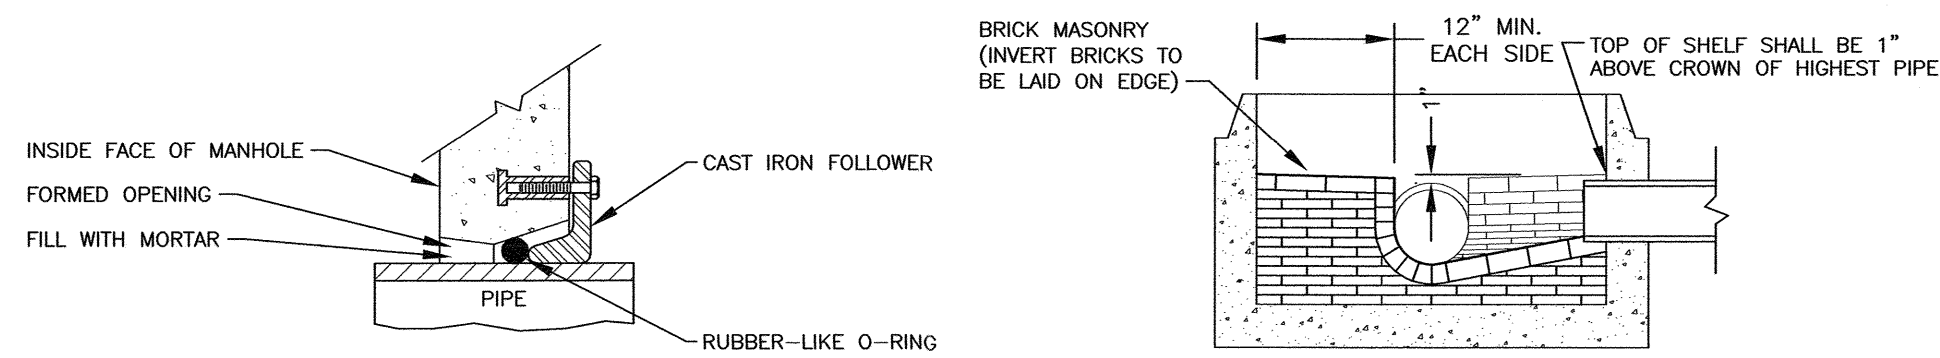 INSIDE FACE OF MANHOLE
FORMED OPENING
FILL WITH MORTAR
PIPE
CAST IRON FOLLOWER
RUBBER-LIKE O-RING
BRICK MASONRY
(INVERT BRICKS TO
BE LAID ON EDGE)
12" MIN.
EACH SIDE
1"
TOP OF SHELF SHALL BE 1"
ABOVE CROWN OF HIGHEST PIPE